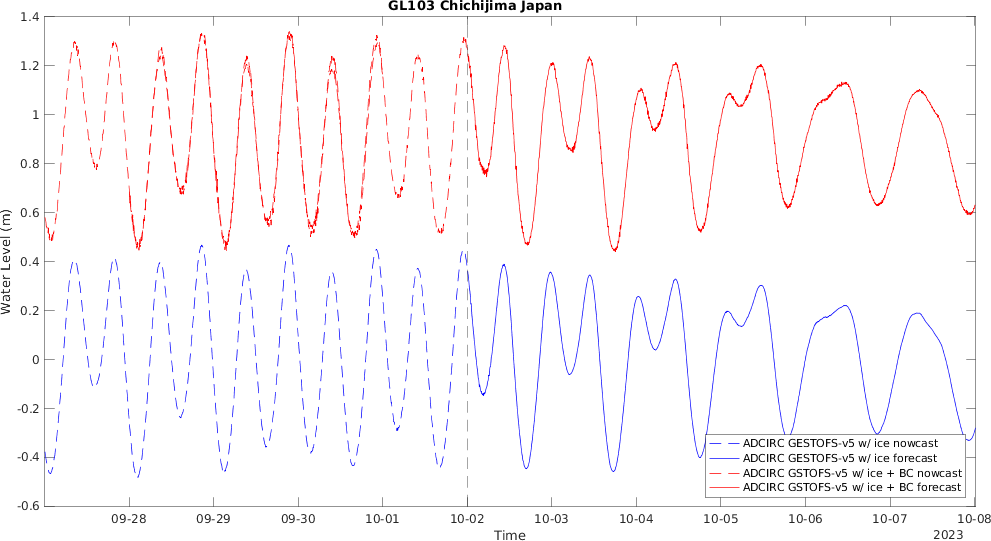 GL103 Chichijima Japan
1.4
1.2
1
0.8
0.6
0.4
0.2
0
-0.2
-0.4
-0.6
Water Level (m)
ADCIRC GESTOFS-v5 w/ ice nowcast
ADCIRC GESTOFS-v5 w/ ice forecast
ADCIRC GSTOFS-v5 w/ ice + BC nowcast
ADCIRC GSTOFS-v5 w/ ice + BC forecast
09-28 09-29 09-30 10-01 10-02 10-03 10-04 10-05 10-06 10-07 10-08
Time
2023